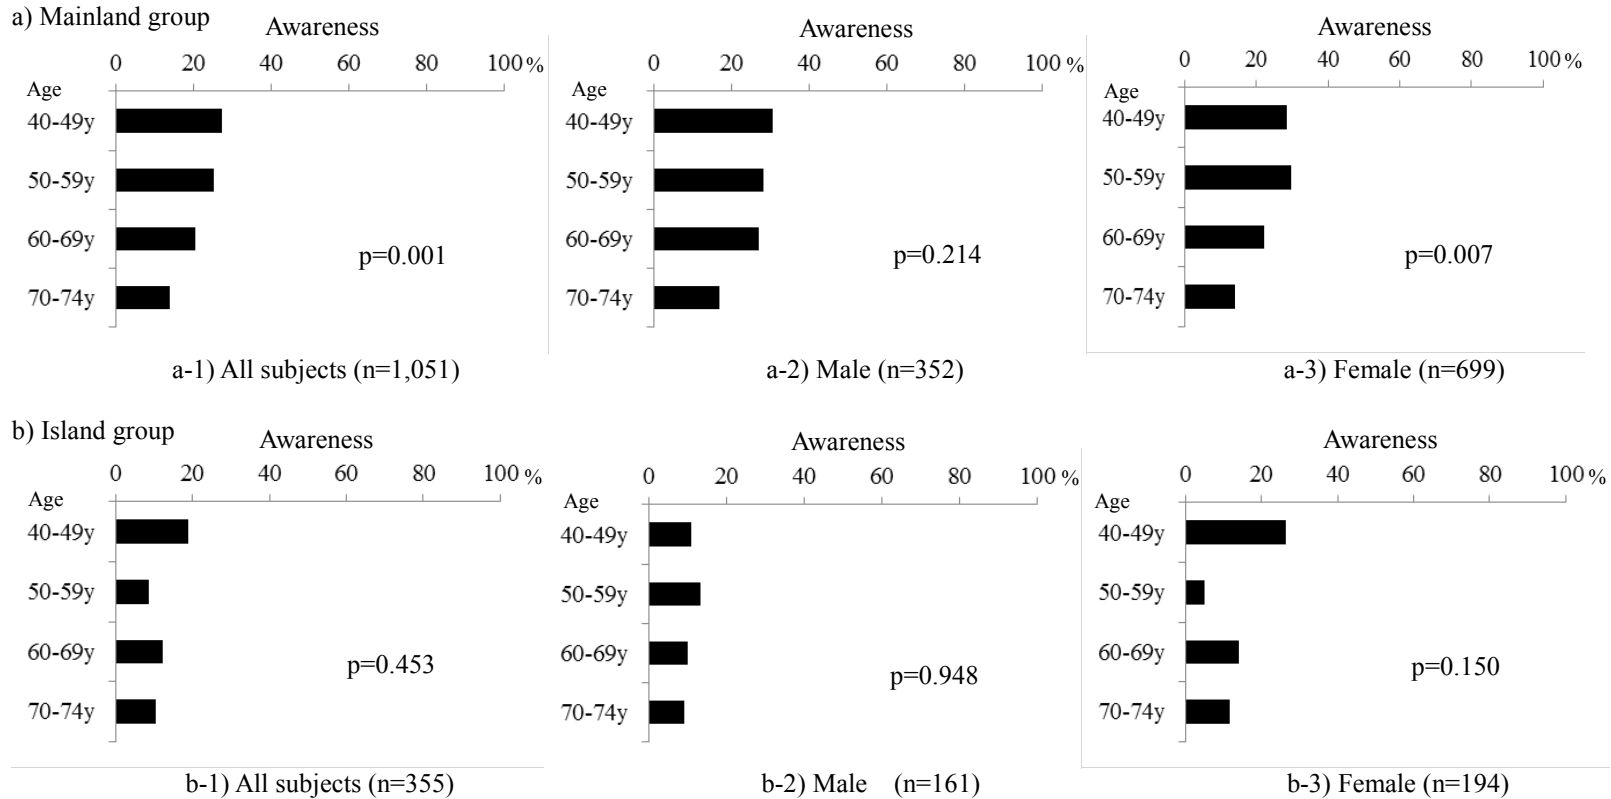 a) Mainland group
Awareness
0 20 40 60 80 100 %
Age
40-49y
50-59y
60-69y
70-74y
p=0.001
a-1) All subjects (n=1,051)
Awareness
0 20 40 60 80 100 %
Age
40-49y
50-59y
60-69y
70-74y
p=0.214
a-2) Male (n=352)
Awareness
0 20 40 60 80 100 %
Age
40-49y
50-59y
60-69y
70-74y
p=0.007
a-3) Female (n=699)
b) Island group
Awareness
0 20 40 60 80 100 %
Age
40-49y
50-59y
60-69y
70-74y
p=0.453
b-1) All subjects (n=355)
Awareness
0 20 40 60 80 100 %
40-49y
50-59y
60-69y
70-74y
p=0.948
b-2) Male (n=161)
Awareness
0 20 40 60 80 100 %
Age
40-49y
50-59y
60-69y
70-74y
p=0.150
b-3) Female (n=194)